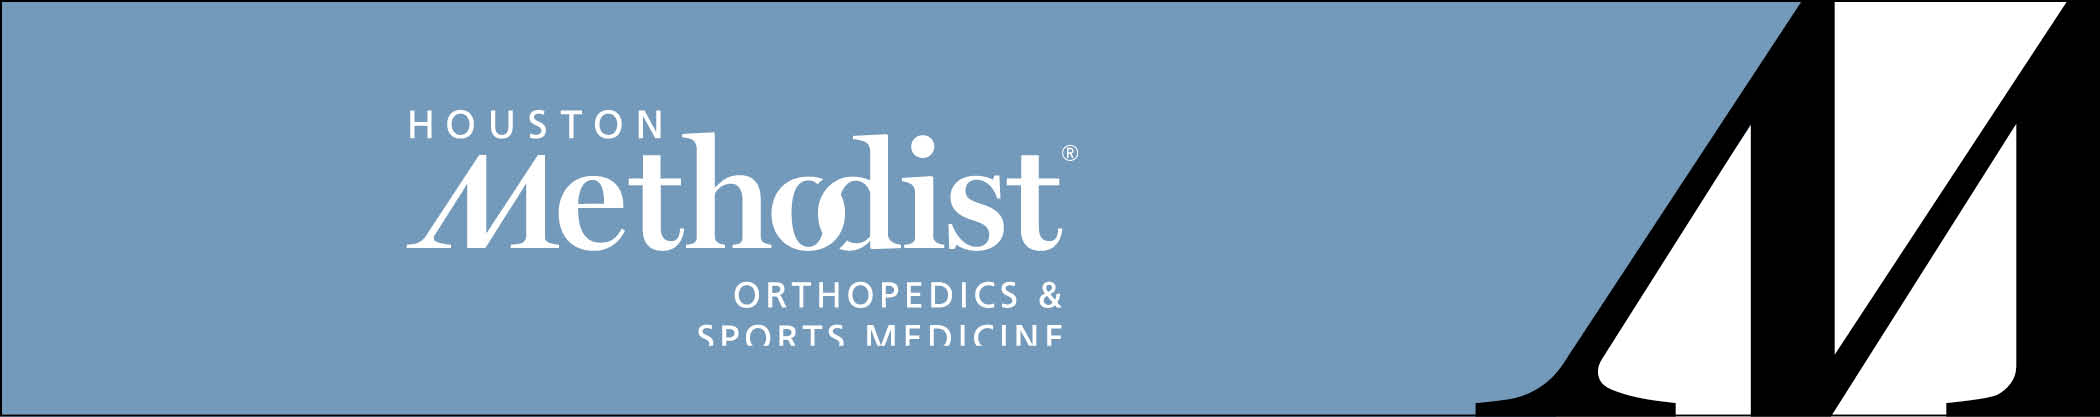 HOUSTON
Methodist®
ORTHOPEDICS &
SPORTS MEDICINE
M